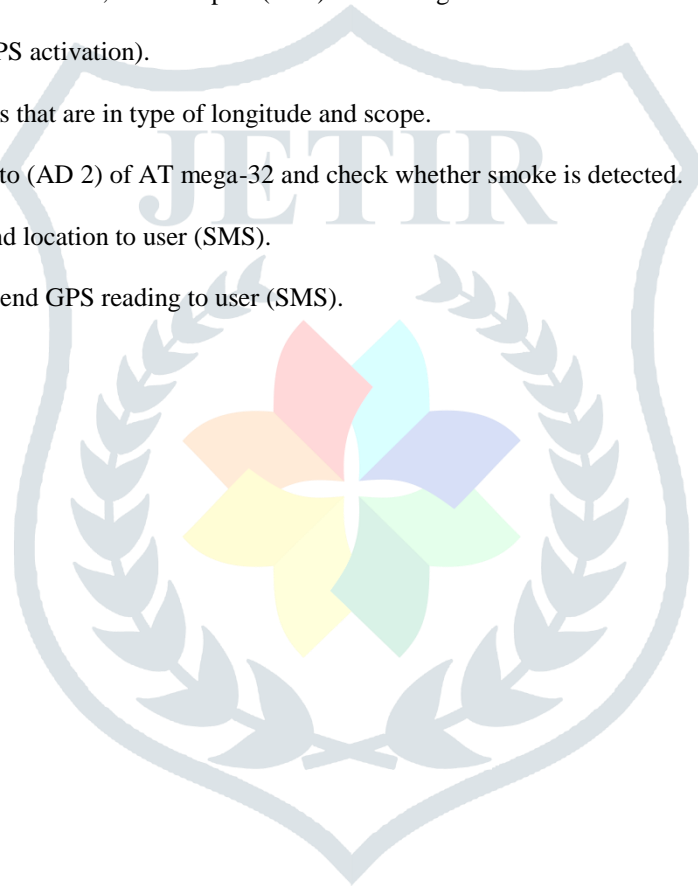 PS activation).
s that are in type of longitude and scope.
to (AD 2) of AT mega-32 and check whether smoke is detected.
JETIR
nd location to user (SMS).
end GPS reading to user (SMS).